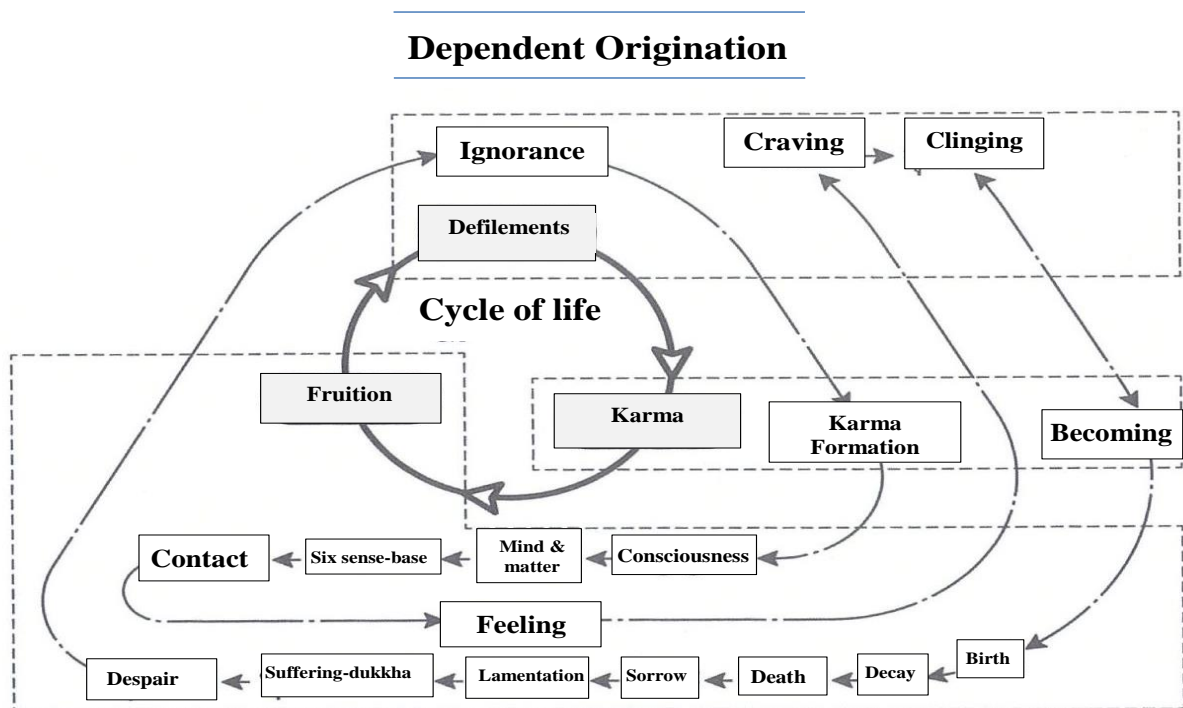 Dependent Origination
Ignorance
Craving
Clinging
Defilements
Cycle of life
Fruition
Karma
Karma
Formation
Becoming
Contact
Six sense-base
Mind &
matter
Consciousness
Feeling
Despair
Suffering-dukkha
Lamentation
Sorrow
Death
Decay
Birth